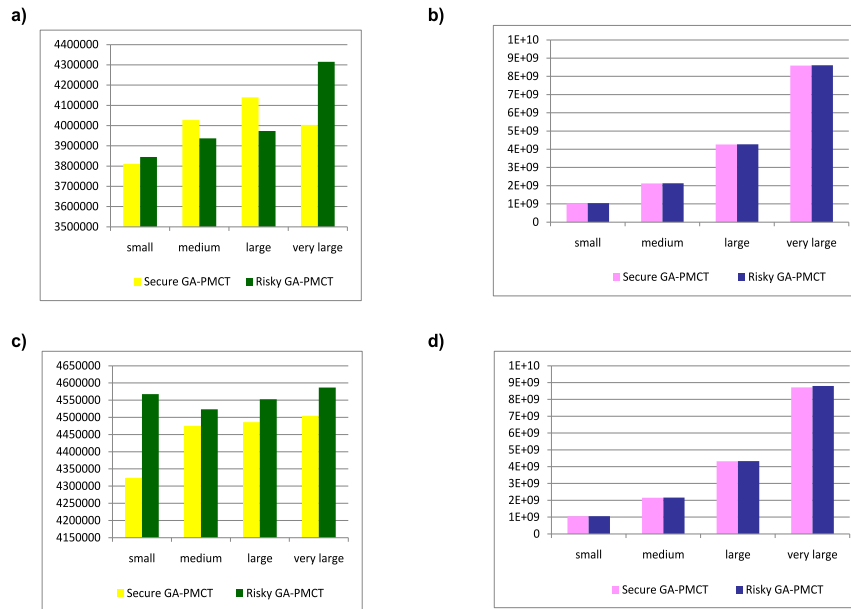 a)
4400000
4300000
4200000
4100000
4000000
3900000
3800000
3700000
3600000
3500000
small medium large very large
Secure GA-PMCT Risky GA-PMCT
b)
1E+10
9E+09
8E+09
7E+09
6E+09
5E+09
4E+09
3E+09
2E+09
1E+09
0
small medium large very large
Secure GA-PMCT Risky GA-PMCT
c)
4650000
4600000
4550000
4500000
4450000
4400000
4350000
4300000
4250000
4200000
4150000
small medium large very large
Secure GA-PMCT Risky GA-PMCT
d)
1E+10
9E+09
8E+09
7E+09
6E+09
5E+09
4E+09
3E+09
2E+09
1E+09
0
small medium large very large
Secure GA-PMCT Risky GA-PMCT